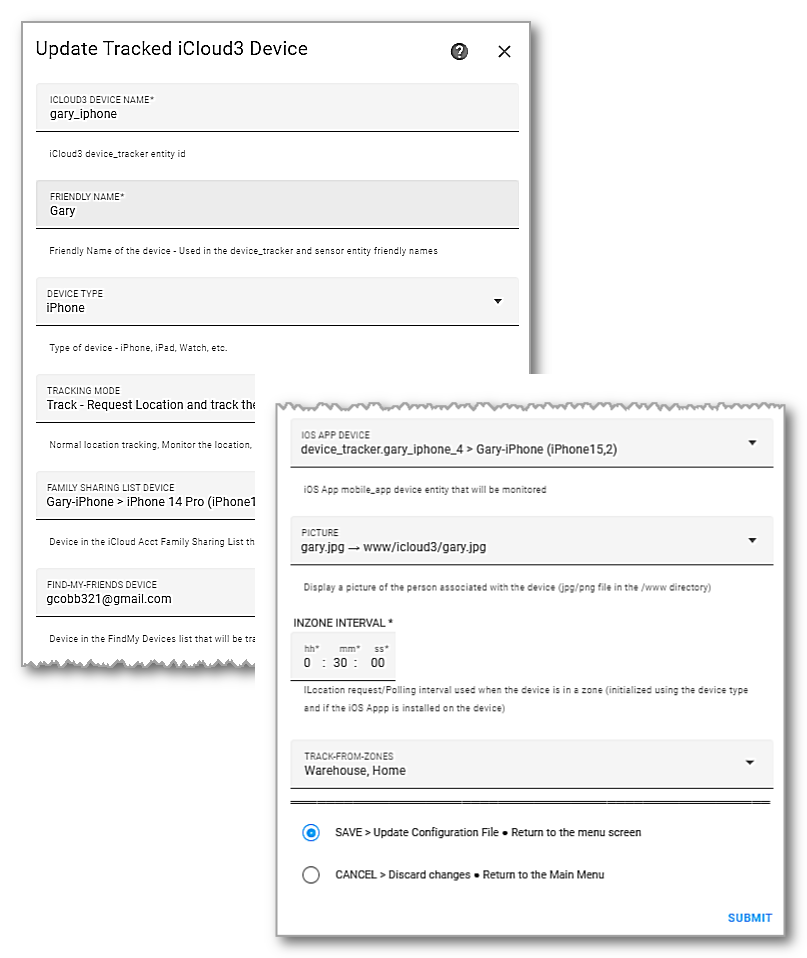 Update Tracked iCloud3 Device
ICLOUD3 DEVICE NAME*
gary_iphone
iCloud3 device_tracker entity id
FRIENDLY NAME*
Gary
Friendly Name of the device - Used in the device_tracker and sensor entity friendly names
DEVICE TYPE
iPhone
Type of device - iPhone, iPad, Watch, etc.
TRACKING MODE
Track - Request Location and track the
Normal location tracking, Monitor the location,
FAMILY SHARING LIST DEVICE
Gary-iPhone > iPhone 14 Pro (iPhone1
Device in the iCloud Acct Family Sharing List th
FIND-MY-FRIENDS DEVICE
gcobb321@gmail.com
Device in the FindMy Devices list that will be tra
IOS APP DEVICE
device_tracker.gary_iphone_4 > Gary-iPhone (iPhone15,2)
iOS App mobile_app device entity that will be monitored
PICTURE
gary.jpg → www/icloud3/gary.jpg
Display a picture of the person associated with the device (jpg/png file in the /www directory)
INZONE INTERVAL *
hh* mm* ss*
0 : 30 : 00
lLocation request/Polling interval used when the device is in a zone (initialized using the device type
and if the iOS Appp is installed on the device)
TRACK-FROM-ZONES
Warehouse, Home
SAVE > Update Configuration File ● Return to the menu screen
CANCEL > Discard changes ● Return to the Main Menu
SUBMIT